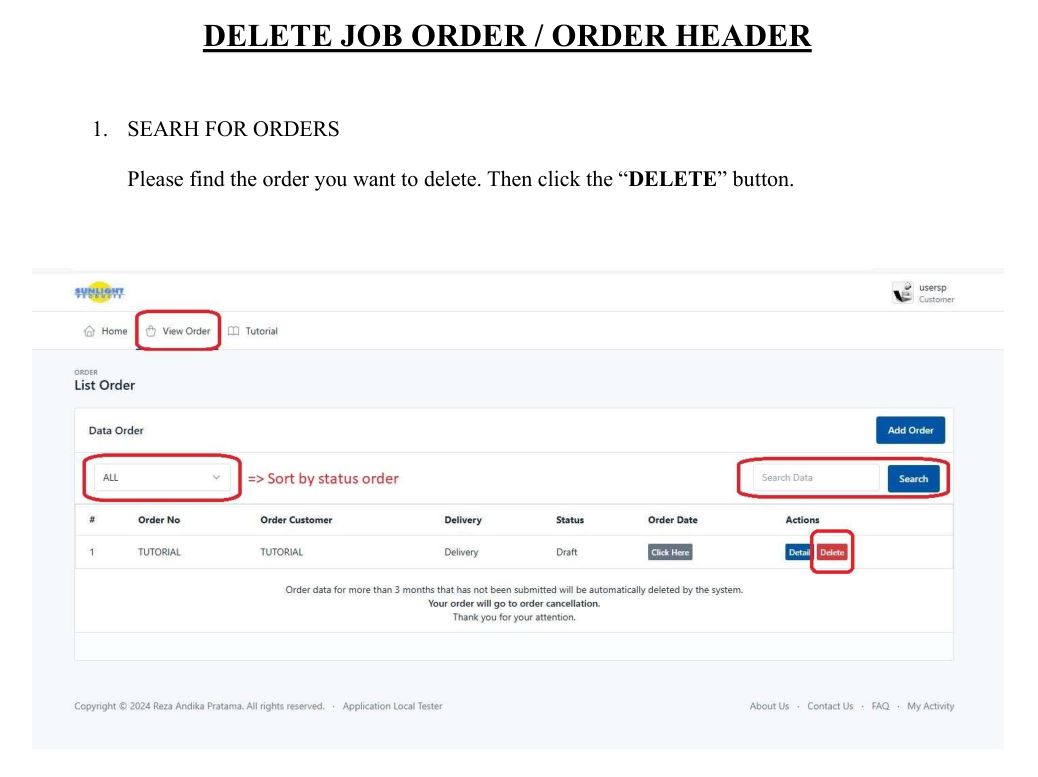 DELETE JOB ORDER / ORDER HEADER
1. SEARH FOR ORDERS
Please find the order you want to delete. Then click the “DELETE” button.
SUNLIGHT
PRODUCTS
usersp
Customer
Home View Order Tutorial
ORDER
List Order
Data Order Add Order
ALL => Sort by status order Search Data Search
# Order No Order Customer Delivery Status Order Date Actions
1 TUTORIAL TUTORIAL Delivery Draft Click Here Detail Delete
Order data for more than 3 months that has not been submitted will be automatically deleted by the system.
Your order will go to order cancellation.
Thank you for your attention.
Copyright © 2024 Reza Andika Pratama. All rights reserved. · Application Local Tester About Us · Contact Us · FAQ · My Activity